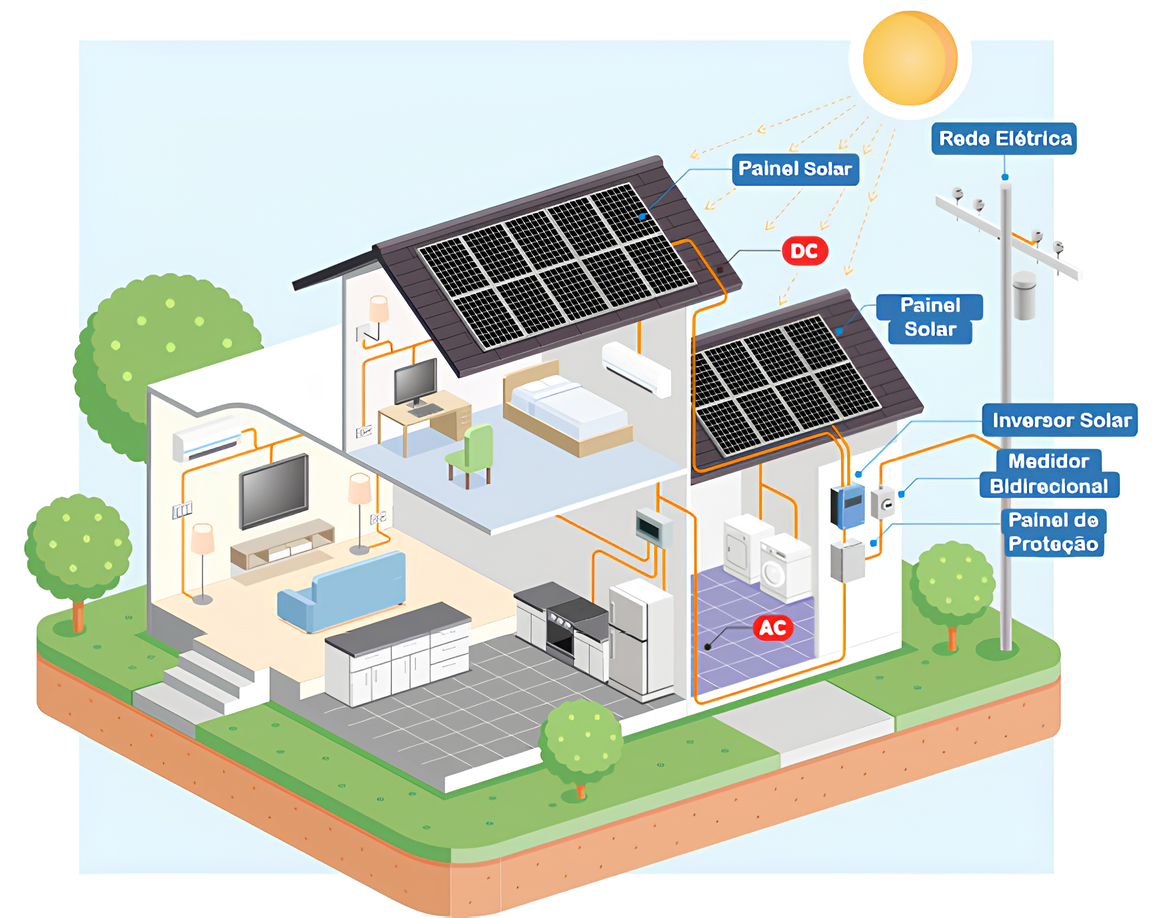 Rede Elétrica
Painel Solar
DC
Painel
Solar
Inversor Solar
Medidor
Bidirecional
Painel de
Proteção
AC